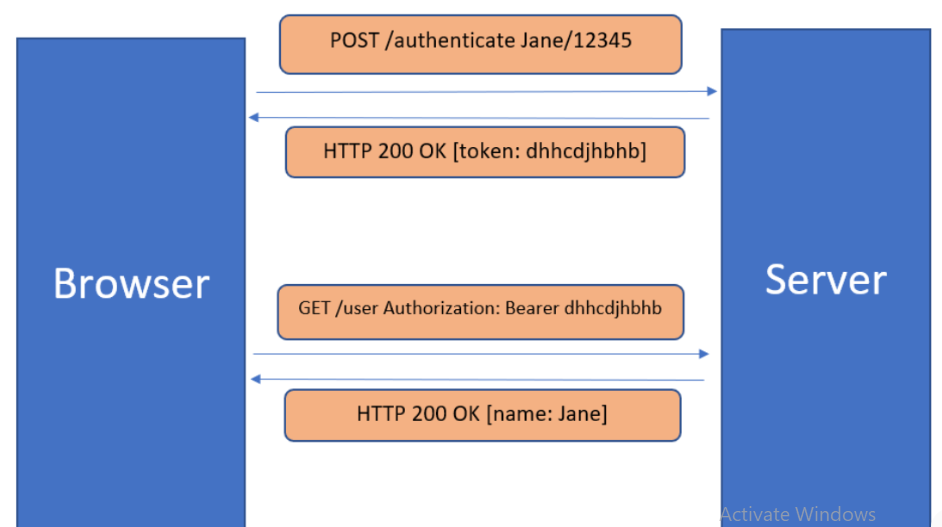 POST /authenticate Jane/12345
HTTP 200 OK [token: dhhcdjhbhb]
Browser
Server
GET /user Authorization: Bearer dhhcdjhbhb
HTTP 200 OK [name: Jane]
Activate Windows